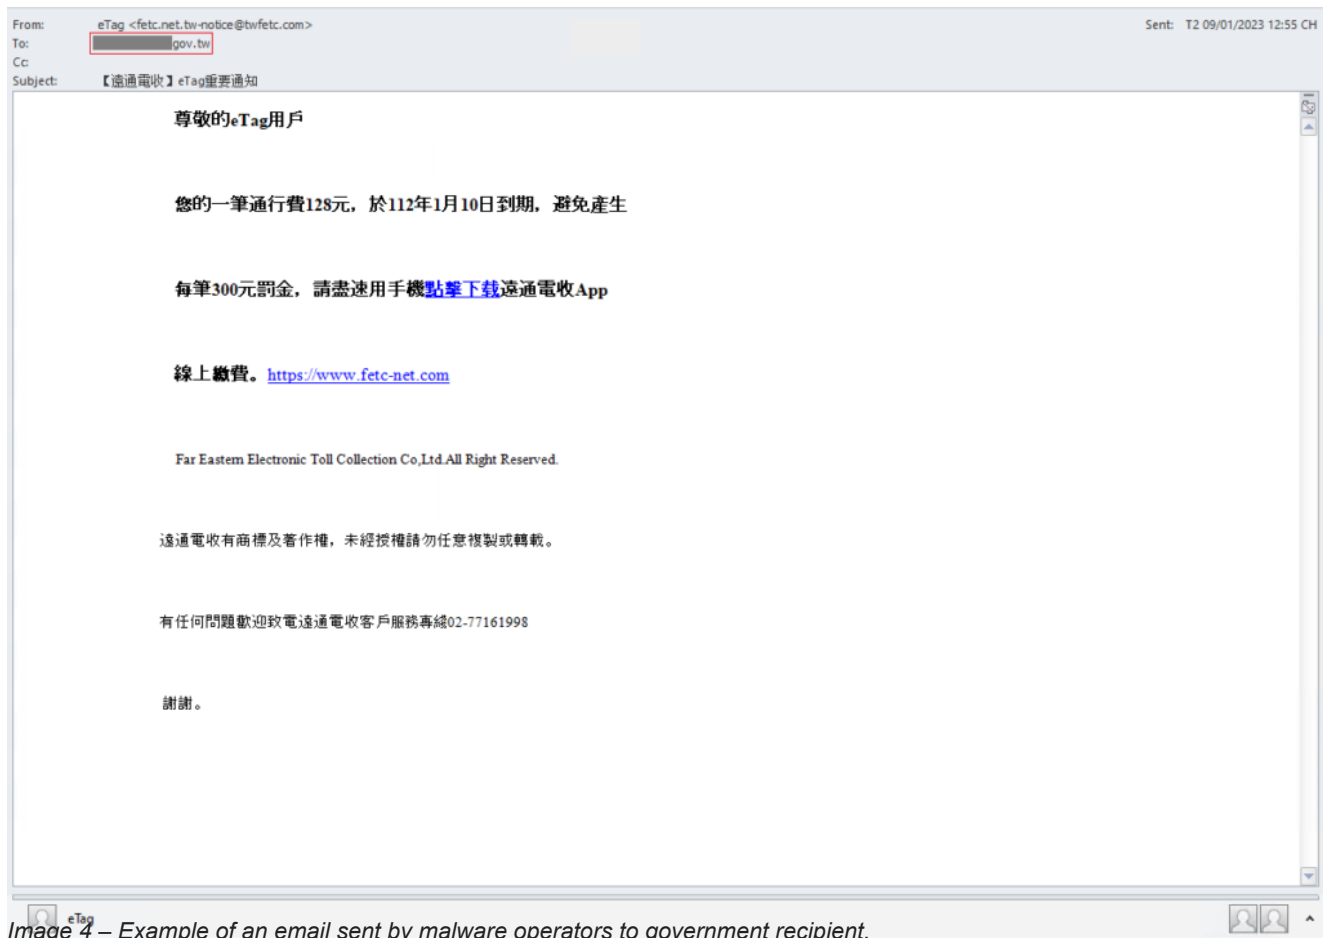 From: eTag <fetc.net.tw-notice@twfetc.com> Sent: T2 09/01/2023 12:55 CH
To: gov.tw
Cc:
Subject: 【遠通電收】eTag重要通知
尊敬的eTag用戶
您的一筆通行費128元，於112年1月10日到期，避免產生
每筆300元罰金，請盡速用手機點擊下载遠通電收App
線上繳費。https://www.fetc-net.com
Far Eastern Electronic Toll Collection Co,Ltd.All Right Reserved.
遠通電收有商標及著作權，未經授權請勿任意複製或轉載。
有任何問題歡迎致電遠通電收客戶服務專綫02-77161998
謝謝。
eTag
Image 4 – Example of an email sent by malware operators to government recipient.